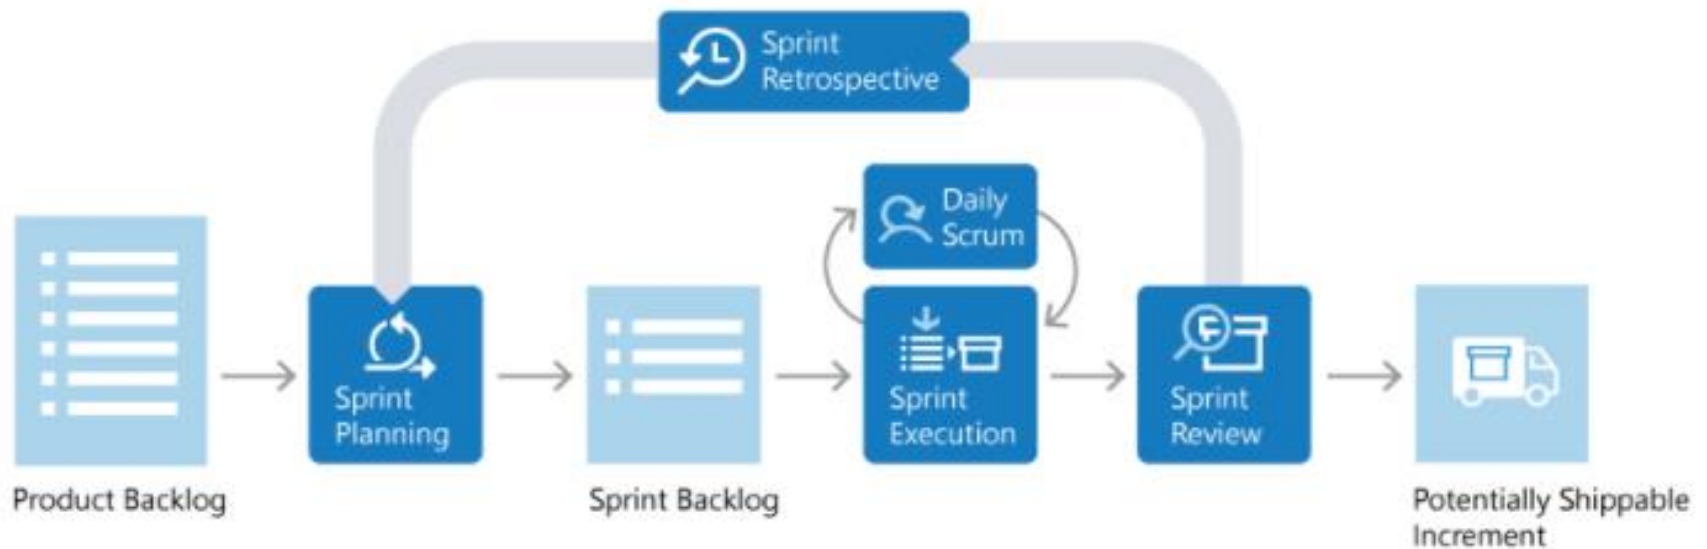 Sprint
Retrospective
Daily
Scrum
Sprint
Planning
Sprint
Execution
Sprint
Review
Product Backlog
Sprint Backlog
Potentially Shippable
Increment